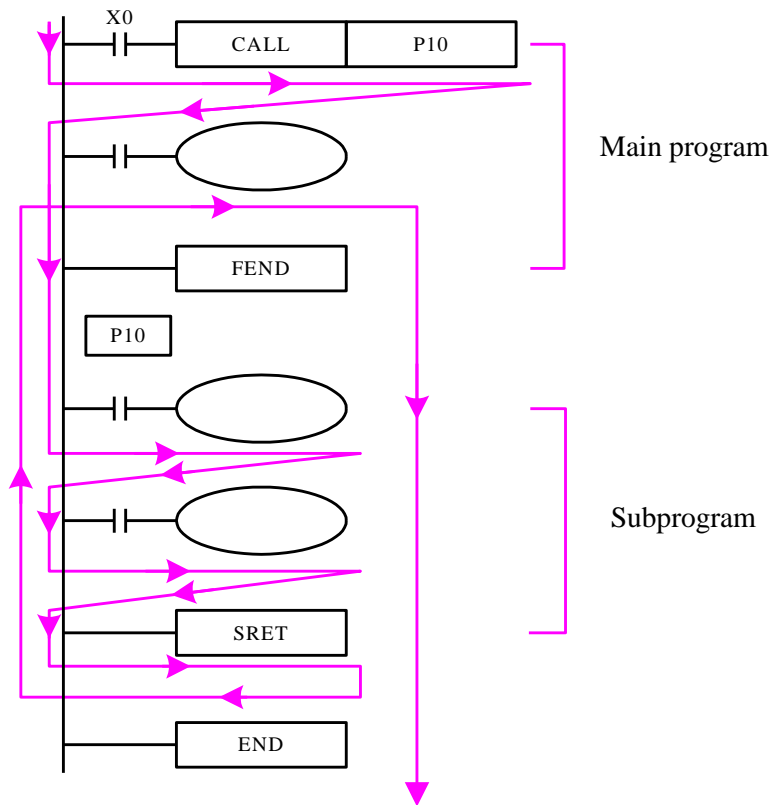 X0
CALL P10
Main program
FEND
P10
Subprogram
SRET
END